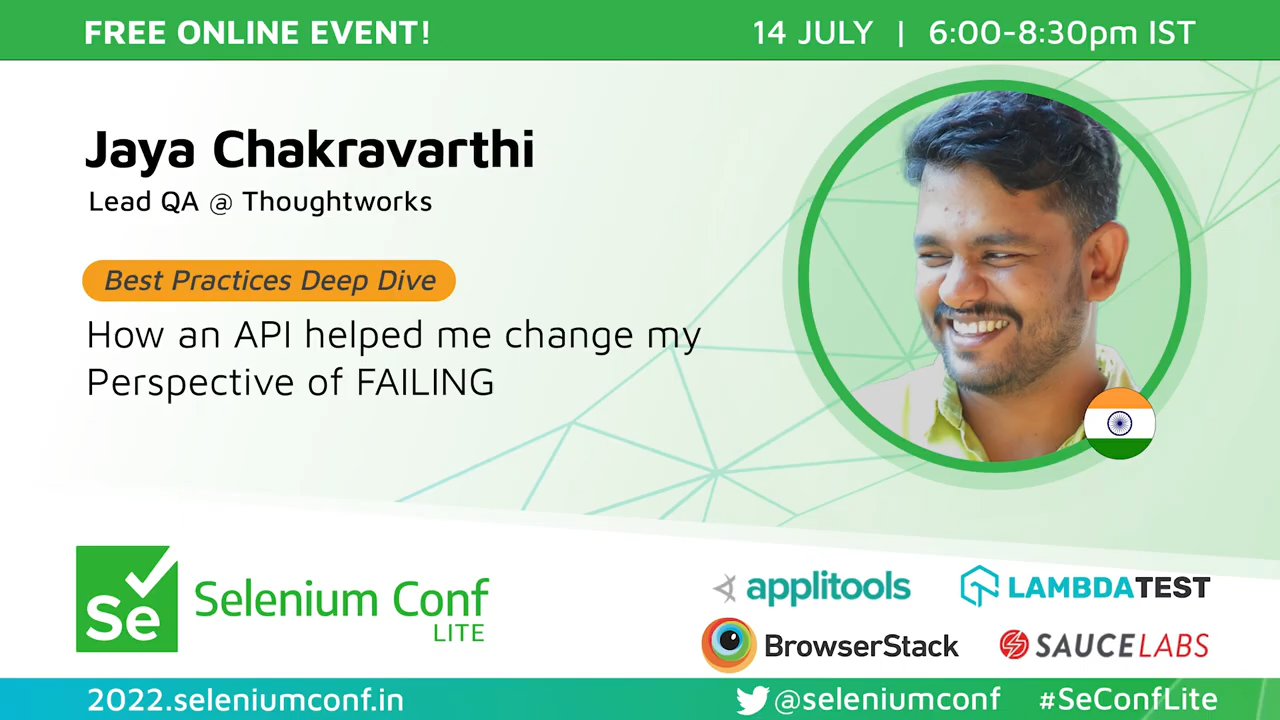 FREE ONLINE EVENT!
14 JULY | 6:00-8:30pm IST
Jaya Chakravarthi
Lead QA @ Thoughtworks
Best Practices Deep Dive
How an API helped me change my
Perspective of FAILING
Se
Selenium Conf
LITE
applitools
LAMBDATEST
BrowserStack
SAUCELABS
2022.seleniumconf.in
@seleniumconf
#SeConfLite